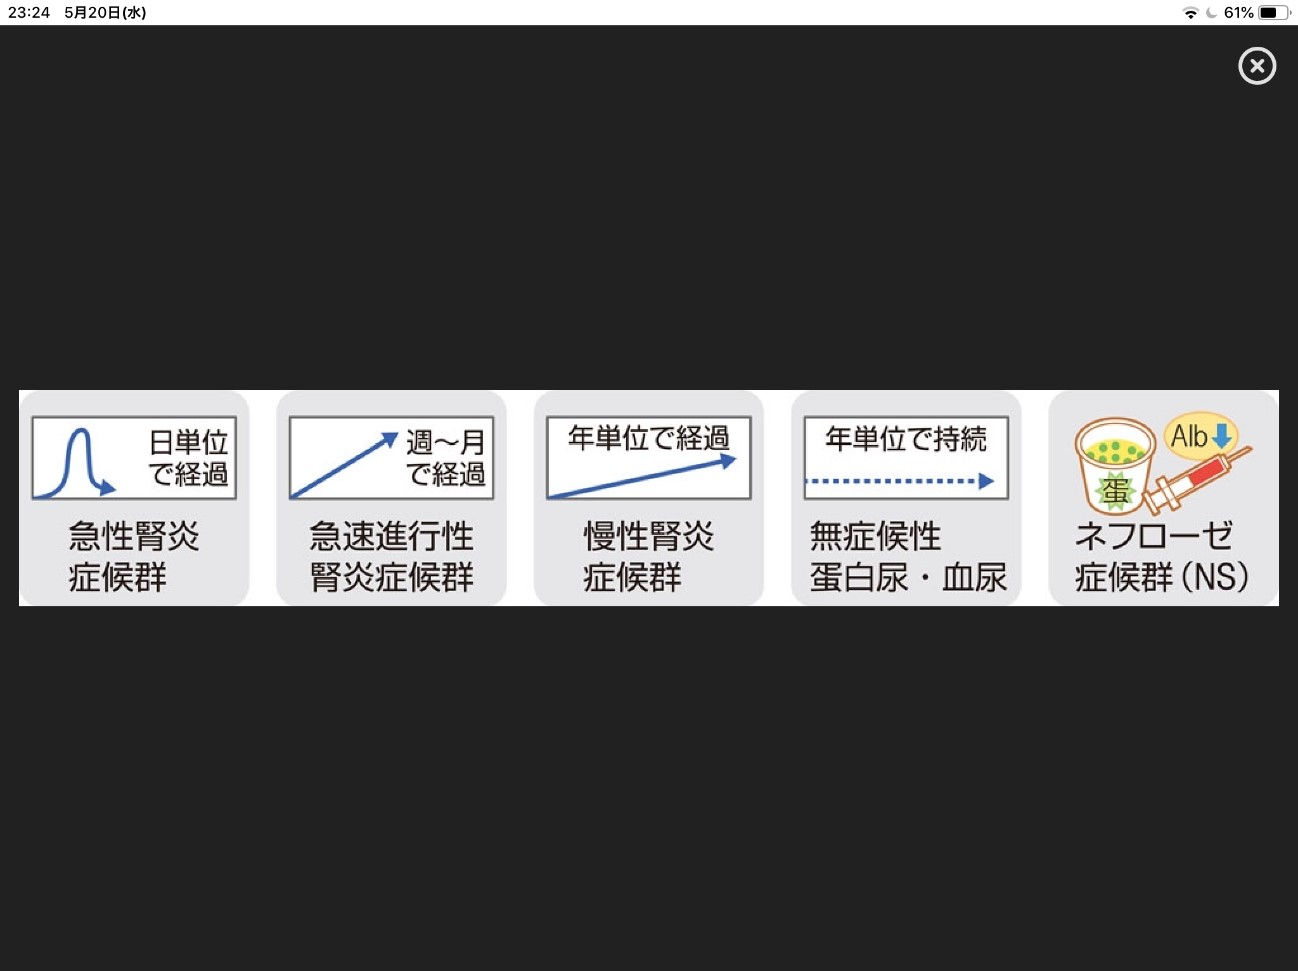 23:24 5月20日(水)
61%
日単位
で経過
急性腎炎
症候群
週～月
で経過
急速進行性
腎炎症候群
年単位で経過
慢性腎炎
症候群
年単位で持続
無症候性
蛋白尿・血尿
Alb
蛋
ネフローゼ
症候群(NS)